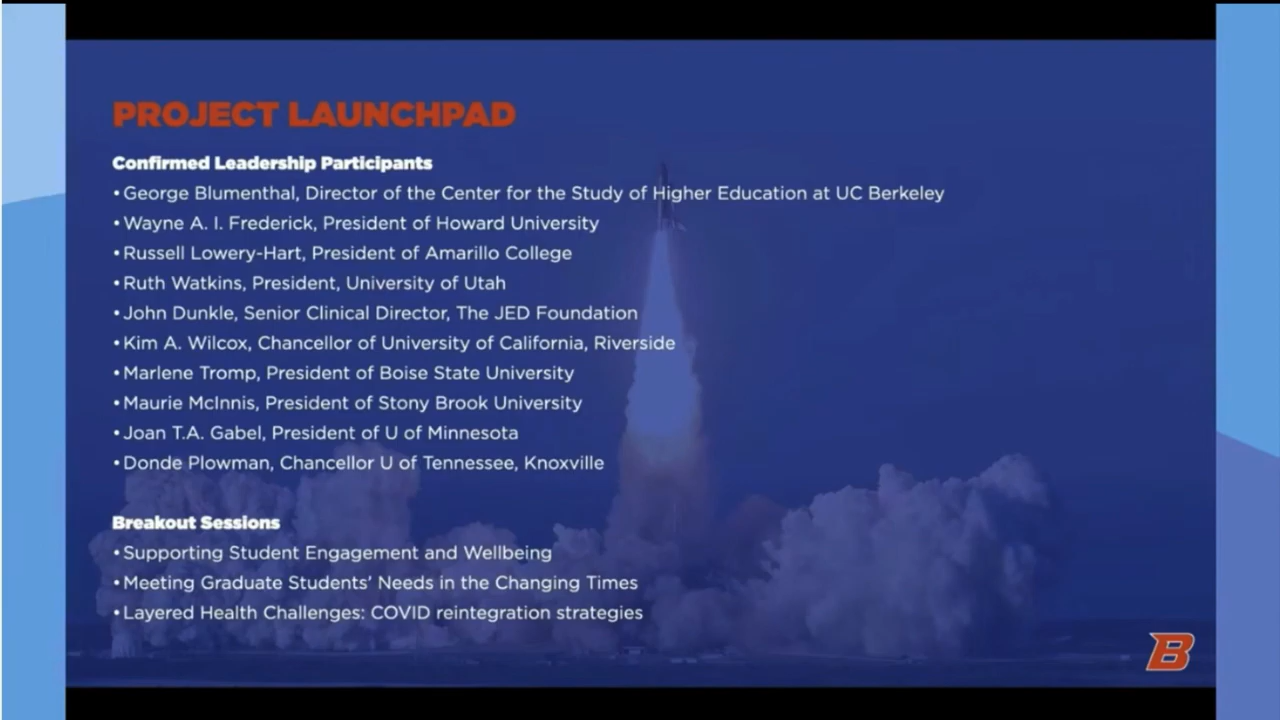 PROJECT LAUNCHPAD
Confirmed Leadership Participants
• George Blumenthal, Director of the Center for the Study of Higher Education at UC Berkeley
• Wayne A. I. Frederick, President of Howard University
• Russell Lowery-Hart, President of Amarillo College
• Ruth Watkins, President, University of Utah
• John Dunkle, Senior Clinical Director, The JED Foundation
• Kim A. Wilcox, Chancellor of University of California, Riverside
• Marlene Tromp, President of Boise State University
• Maurie McInnis, President of Stony Brook University
• Joan T.A. Gabel, President of U of Minnesota
• Donde Plowman, Chancellor U of Tennessee, Knoxville
Breakout Sessions
• Supporting Student Engagement and Wellbeing
• Meeting Graduate Students’ Needs in the Changing Times
• Layered Health Challenges: COVID reintegration strategies
B